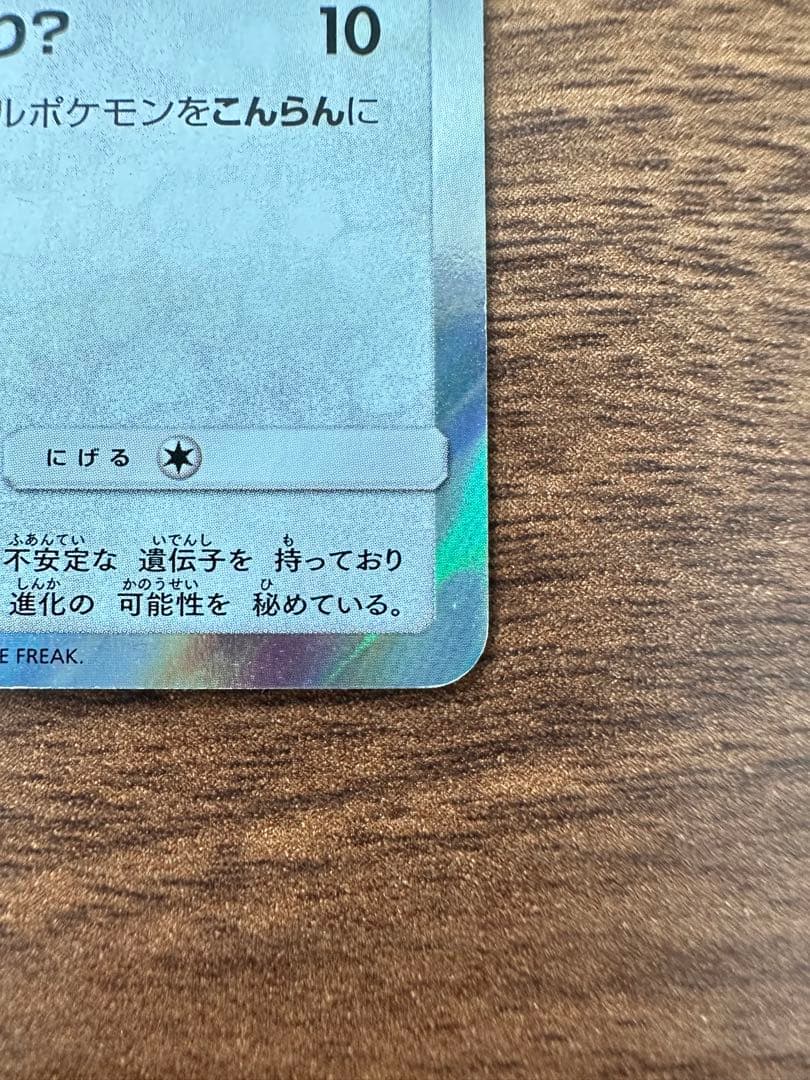 わ? 10
ルポケモンをこんらんに
にげる
ふあんてい いでんし も
不安定な 遺伝子を 持っており
しんか かのうせい ひ
進化の 可能性を 秘めている。
E FREAK.